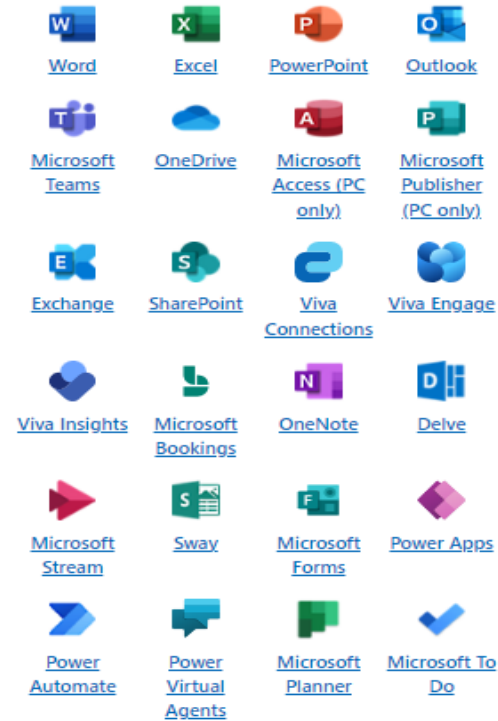 W X P O
Word Excel PowerPoint Outlook
T A P
Microsoft OneDrive Microsoft Microsoft
Teams Access (PC Publisher
only) (PC only)
E S
Exchange SharePoint Viva Viva Engage
Connections
N D
Viva Insights Microsoft OneNote Delve
Bookings
S F
Microsoft Sway Microsoft Power Apps
Stream Forms
Power Power Microsoft Microsoft To
Automate Virtual Planner Do
Agents